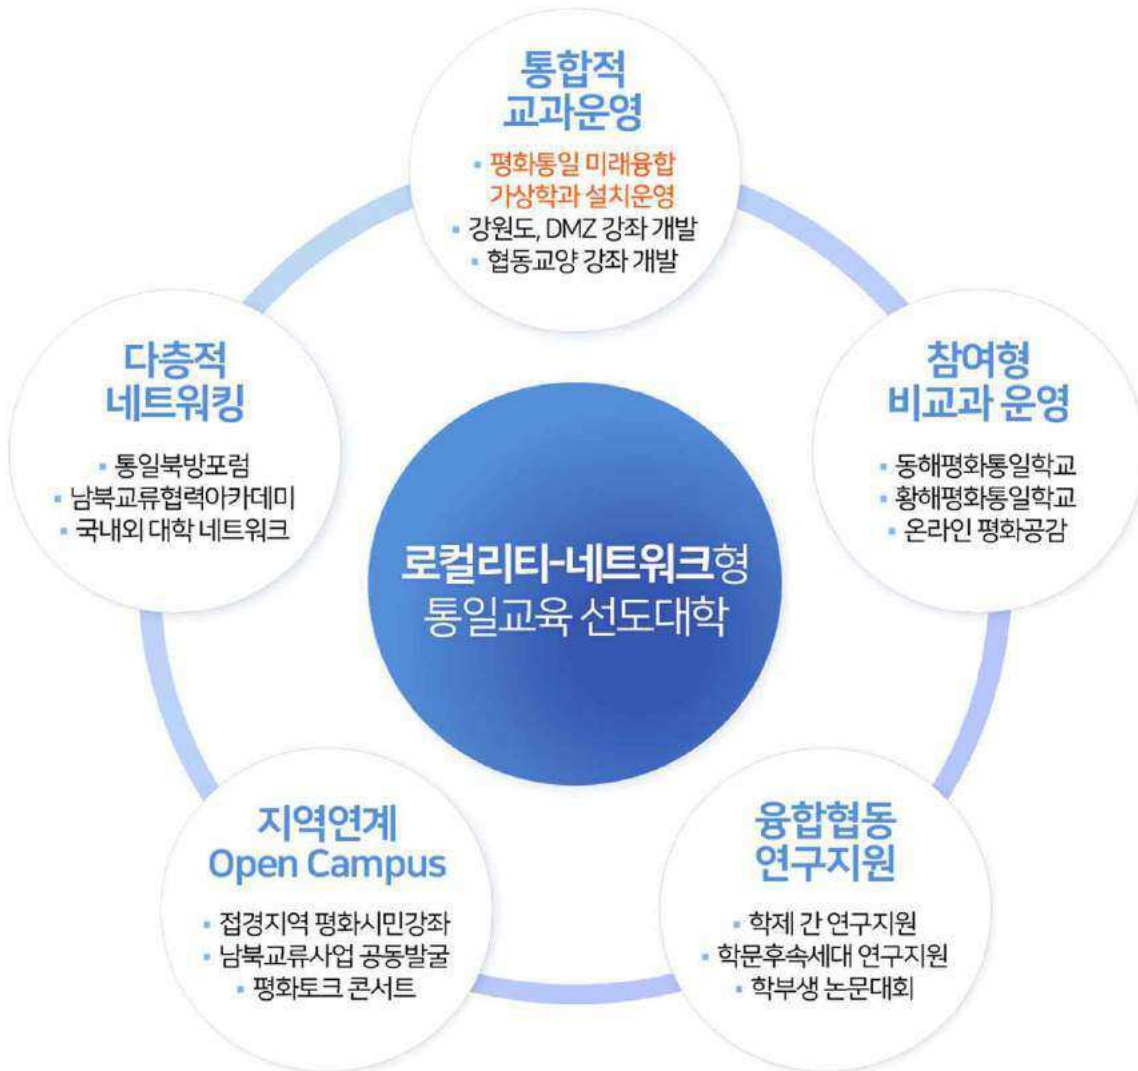 통합적
교과운영
▪ 평화통일 미래융합
가상학과 설치운영
▪ 강원도, DMZ 강좌 개발
▪ 협동교양 강좌 개발
다층적
네트워킹
▪ 통일북방포럼
▪ 남북교류협력아카데미
▪ 국내외 대학 네트워크
참여형
비교과 운영
▪ 동해평화통일학교
▪ 황해평화통일학교
▪ 온라인 평화공감
로컬리티-네트워크형
통일교육 선도대학
지역연계
Open Campus
▪ 접경지역 평화시민강좌
▪ 남북교류사업 공동발굴
▪ 평화토크 콘서트
융합협동
연구지원
▪ 학제 간 연구지원
▪ 학문후속세대 연구지원
▪ 학부생 논문대회